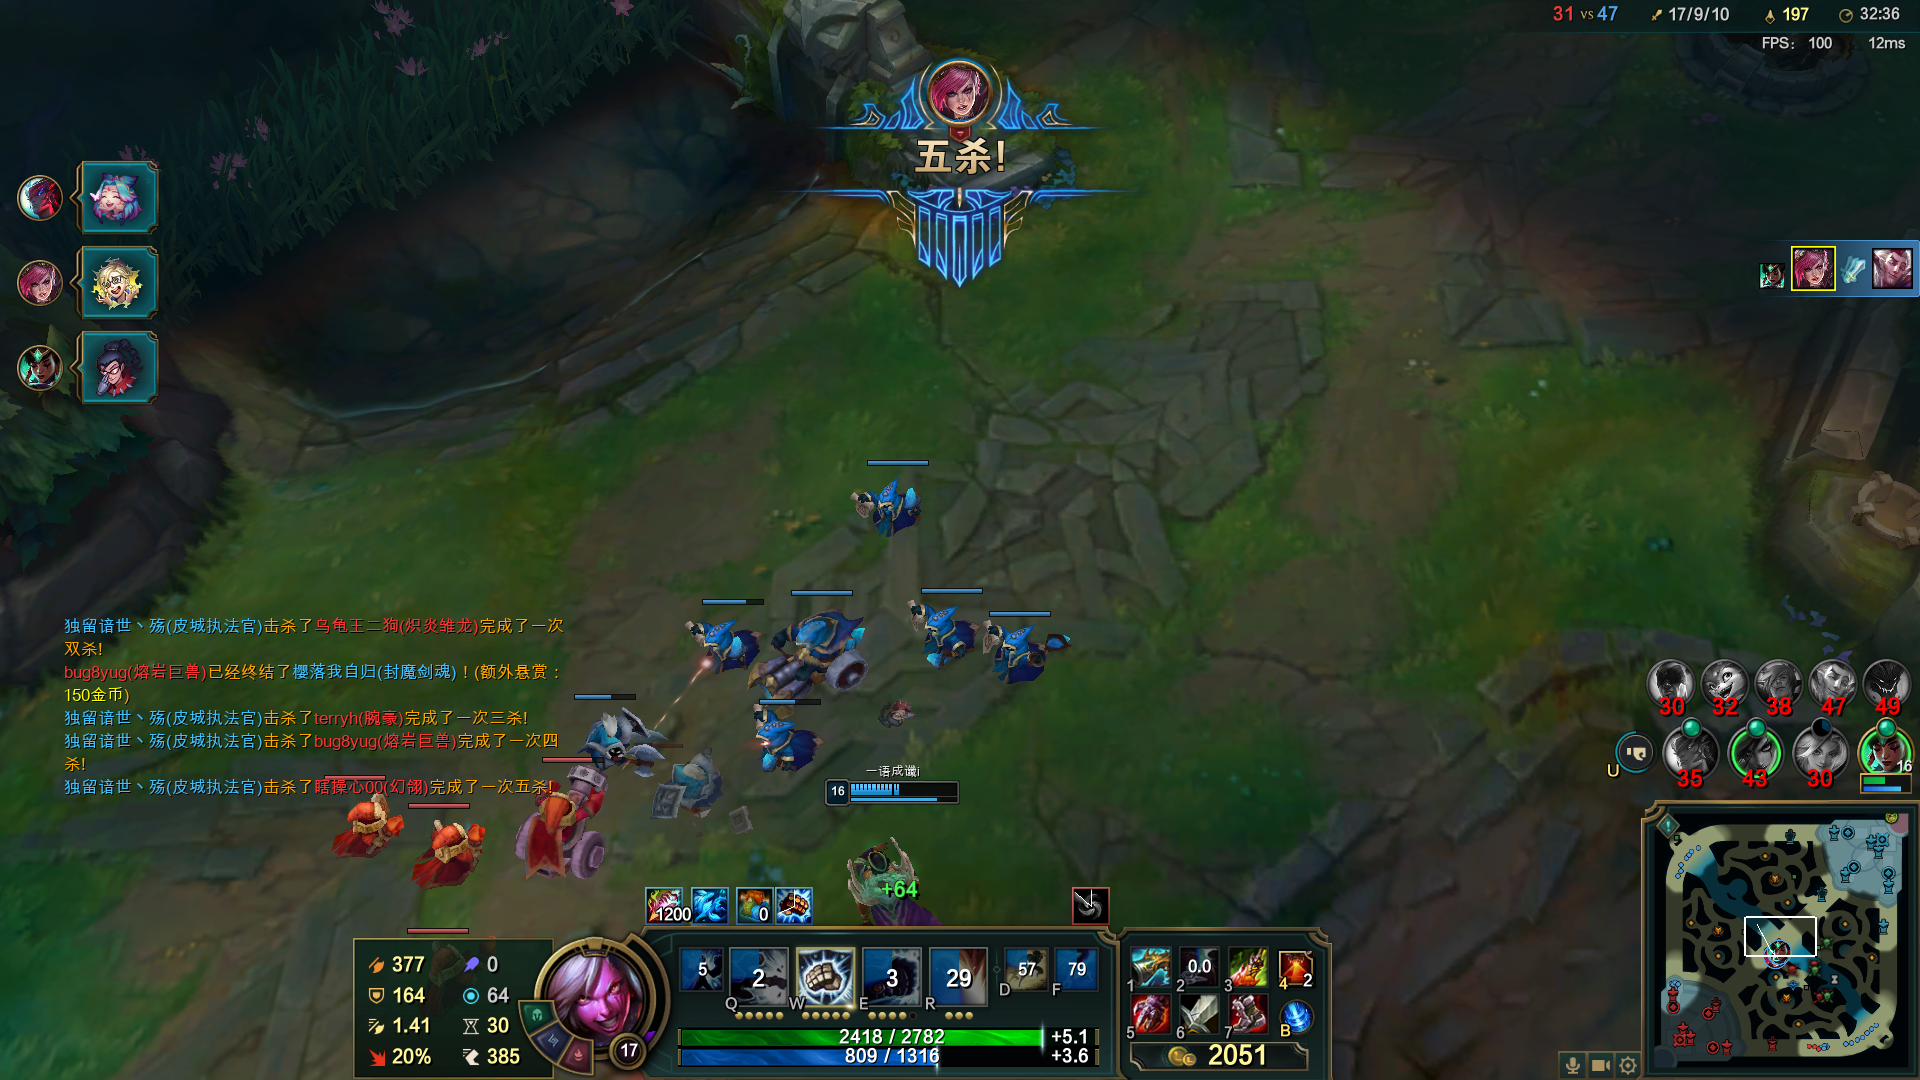 31 vs 47 17/9/10 197 32:36
FPS: 100 12ms
五杀!
独留谙世丶殇(皮城执法官)击杀了乌龟王二狗(炽炎雏龙)完成了一次
双杀!
bug8yug(熔岩巨兽)已经终结了樱落我自归(封魔剑魂)!(额外悬赏:
150金币)
独留谙世丶殇(皮城执法官)击杀了terryh(腕豪)完成了一次三杀!
独留谙世丶殇(皮城执法官)击杀了bug8yug(熔岩巨兽)完成了一次四
杀!
独留谙世丶殇(皮城执法官)击杀了瞎操心00(幻翎)完成了一次五杀!
30 32 38 47 49
U 35 43 30 16
一语成谶i
16
+64
1200 0
377 0
164 64
1.41 30
20% 385
17
5 2 3 29 57 79
Q W E R D F
2418 / 2782 +5.1
809 / 1316 +3.6
1 2 0.0 3 4 2
5 6 7 B
2051